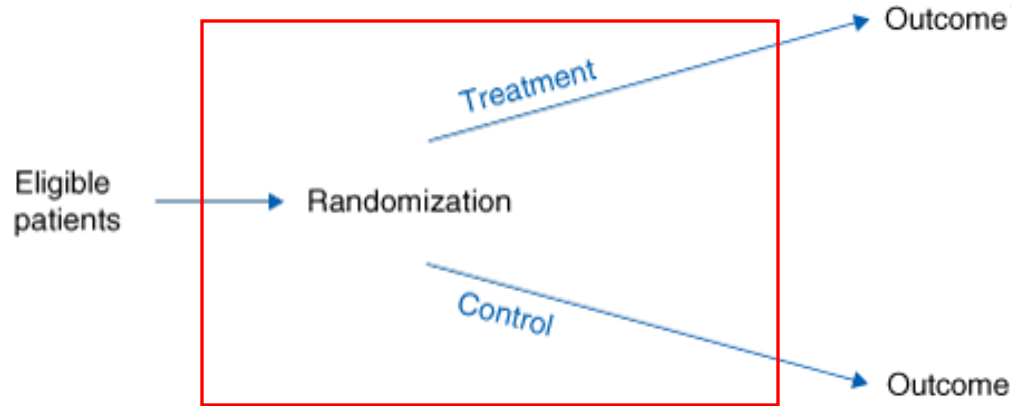 Outcome
Treatment
Eligible
patients
Randomization
Control
Outcome